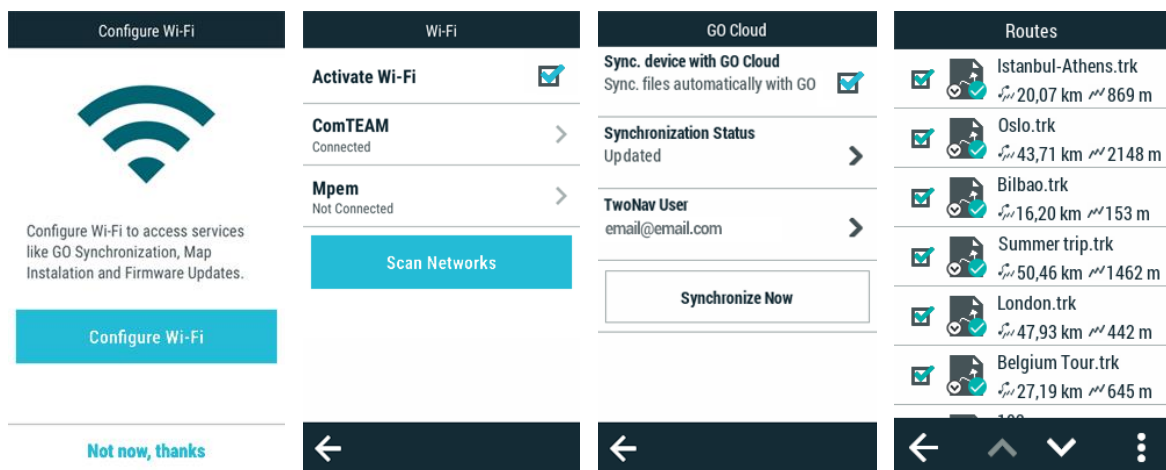 Configure Wi-Fi
Configure Wi-Fi to access services
like GO Synchronization, Map
Instalation and Firmware Updates.
Configure Wi-Fi
Not now, thanks
Wi-Fi
Activate Wi-Fi
ComTEAM
Connected
Mpem
Not Connected
Scan Networks
GO Cloud
Sync. device with GO Cloud
Sync. files automatically with GO
Synchronization Status
Updated
TwoNav User
email@email.com
Synchronize Now
Routes
Istanbul-Athens.trk
20,07 km 869 m
Oslo.trk
43,71 km 2148 m
Bilbao.trk
16,20 km 153 m
Summer trip.trk
50,46 km 1462 m
London.trk
47,93 km 442 m
Belgium Tour.trk
27,19 km 645 m